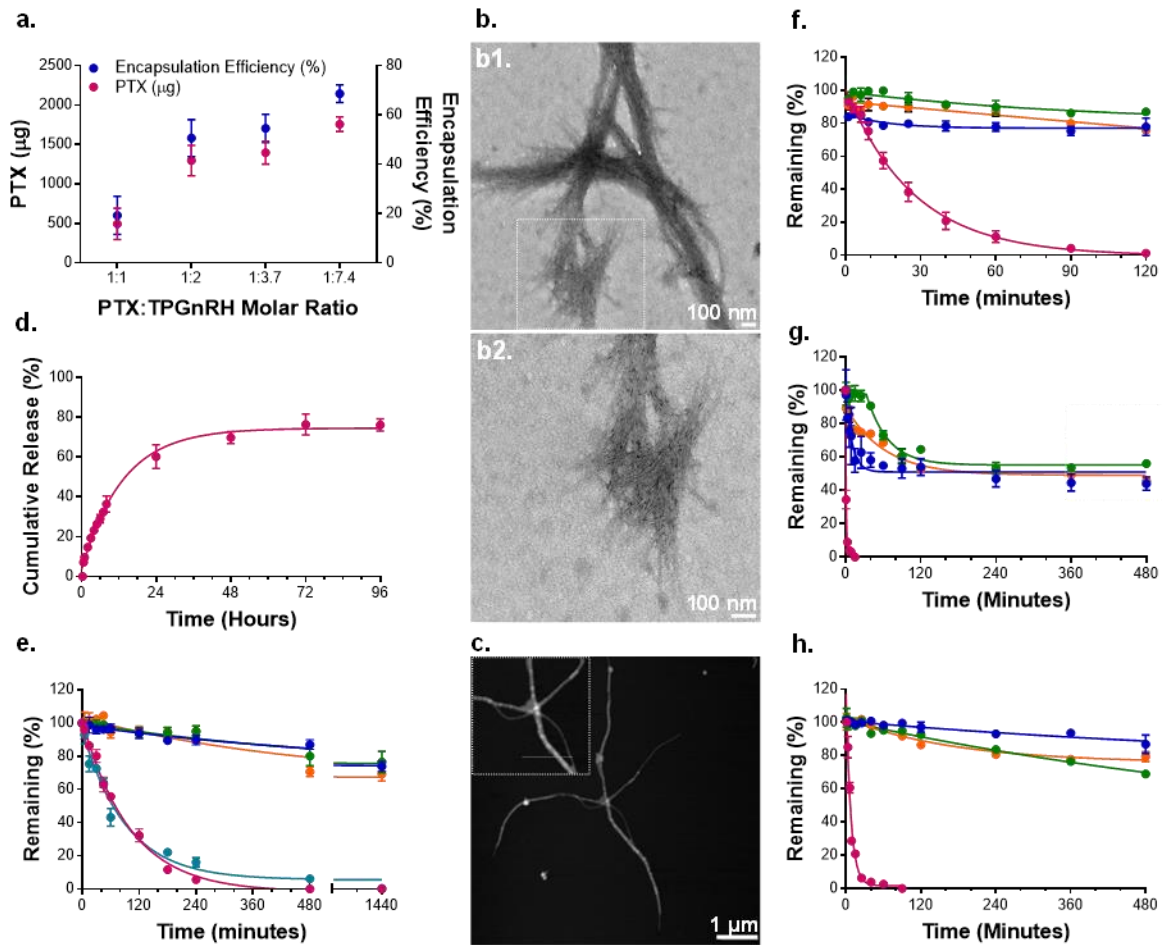 a.
Encapsulation Efficiency (%)
PTX (µg)
2500
2000
1500
1000
500
0
80
60
40
20
0
PTX (µg)
Encapsulation
Efficiency (%)
1:1 1:2 1:3.7 1:7.4
PTX:TPGnRH Molar Ratio
b.
b1.
100 nm
b2.
100 nm
c.
1 µm
d.
100
80
60
40
20
0
Cumulative Release (%)
0 24 48 72 96
Time (Hours)
e.
120
100
80
60
40
20
0
Remaining (%)
0 120 240 360 480 1440
Time (minutes)
f.
120
100
80
60
40
20
0
Remaining (%)
0 30 60 90 120
Time (minutes)
g.
120
100
80
60
40
20
0
Remaining (%)
0 120 240 360 480
Time (Minutes)
h.
120
100
80
60
40
20
0
Remaining (%)
0 120 240 360 480
Time (Minutes)